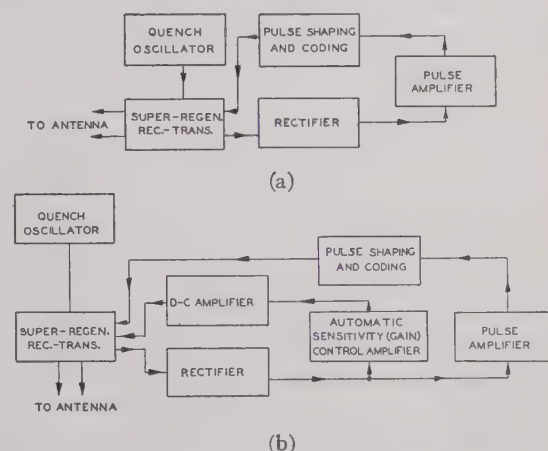 QUENCH
OSCILLATOR
PULSE SHAPING
AND CODING
PULSE
AMPLIFIER
SUPER-REGEN.
REC.-TRANS.
TO ANTENNA
RECTIFIER
(a)
QUENCH
OSCILLATOR
PULSE SHAPING
AND CODING
D-C AMPLIFIER
SUPER-REGEN.
REC.-TRANS.
AUTOMATIC
SENSITIVITY (GAIN)
CONTROL AMPLIFIER
PULSE
AMPLIFIER
RECTIFIER
TO ANTENNA
(b)